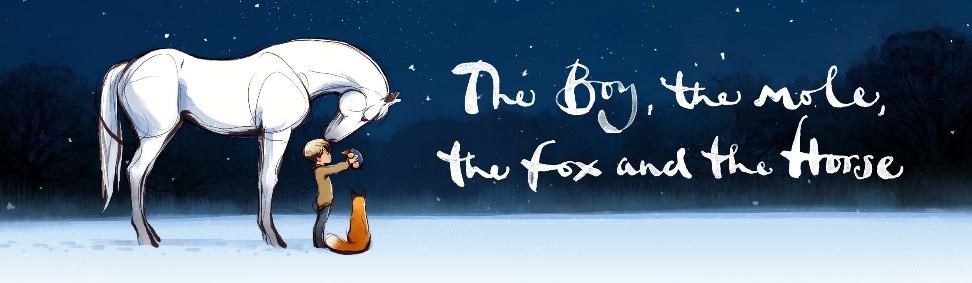 The Boy, the mole,
the fox and the Horse